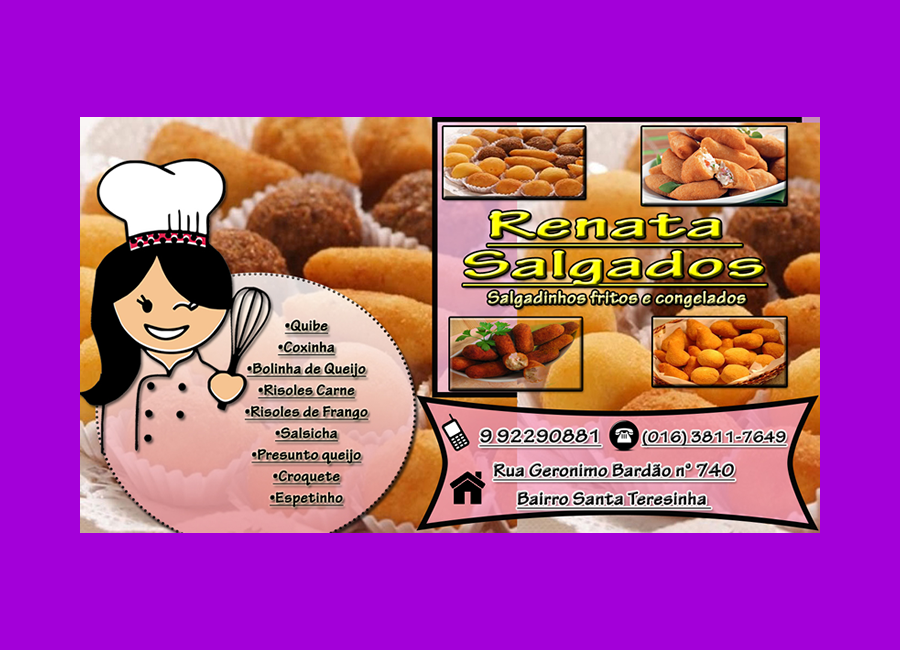 Renata
Salgados
Salgadinhos fritos e congelados
•Quibe
•Coxinha
•Bolinha de Queijo
•Risoles Carne
•Risoles de Frango
•Salsicha
•Presunto queijo
•Croquete
•Espetinho
9 92290881 (016) 3811-7649
Rua Geronimo Bardão nº 740
Bairro Santa Teresinha